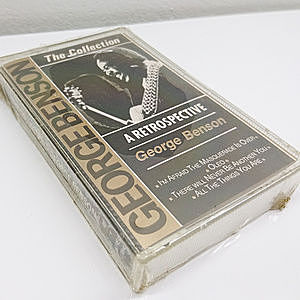 The Collection
GEORGE BENSON
A RETROSPECTIVE
George Benson
• I'M AFRAID THE MASQUERADE IS OVER •
• OLEO •
• THERE WILL NEVER BE ANOTHER YOU •
• ALL THE THINGS YOU ARE •